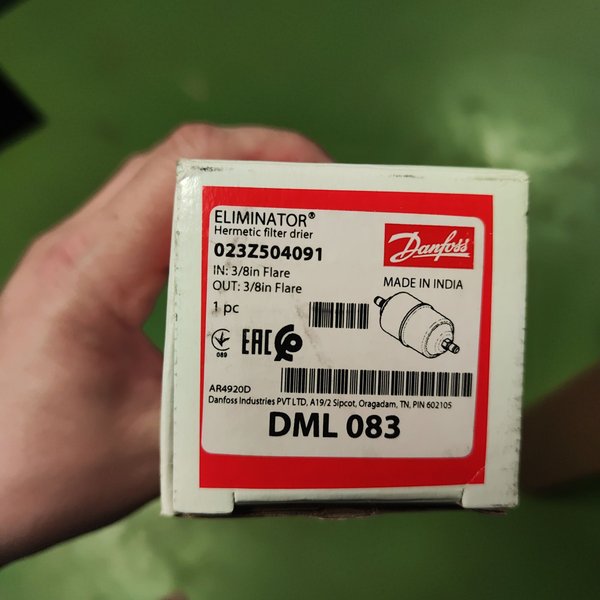 ELIMINATOR®
Hermetic filter drier
023Z504091
IN: 3/8in Flare
OUT: 3/8in Flare
1 pc
Danfoss
MADE IN INDIA
089
EAC
AR4920D
Danfoss Industries PVT LTD, A19/2 Sipcot, Oragadam, TN, PIN 602105
DML 083